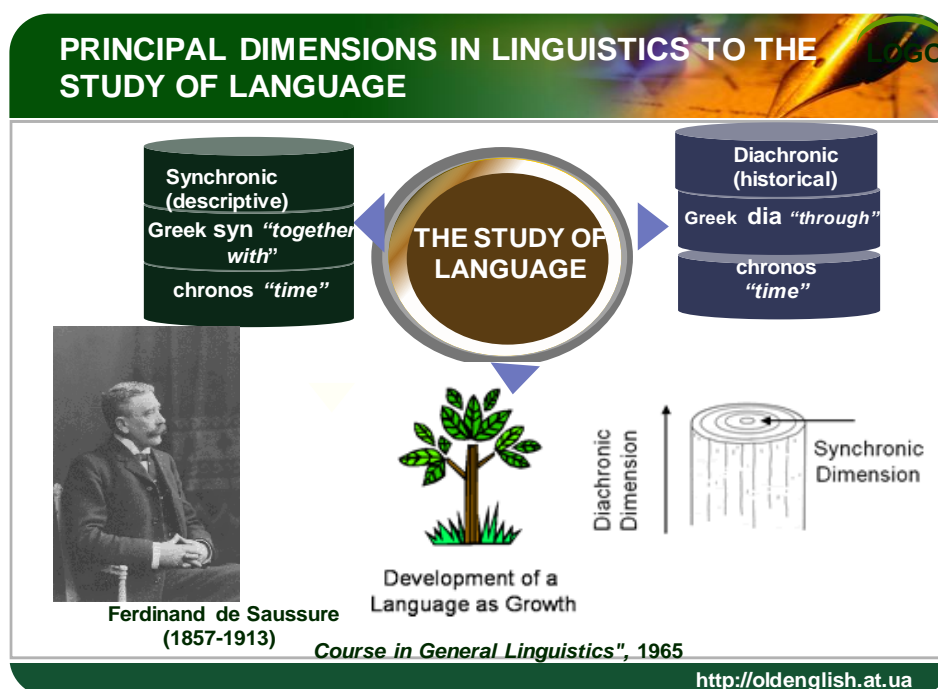 PRINCIPAL DIMENSIONS IN LINGUISTICS TO THE
STUDY OF LANGUAGE
LOGO
Synchronic
(descriptive)
Greek syn “together
with”
chronos “time”
THE STUDY OF
LANGUAGE
Diachronic
(historical)
Greek dia “through”
chronos
“time”
Ferdinand de Saussure
(1857-1913)
Development of a
Language as Growth
Diachronic
Dimension
Synchronic
Dimension
Course in General Linguistics", 1965
http://oldenglish.at.ua